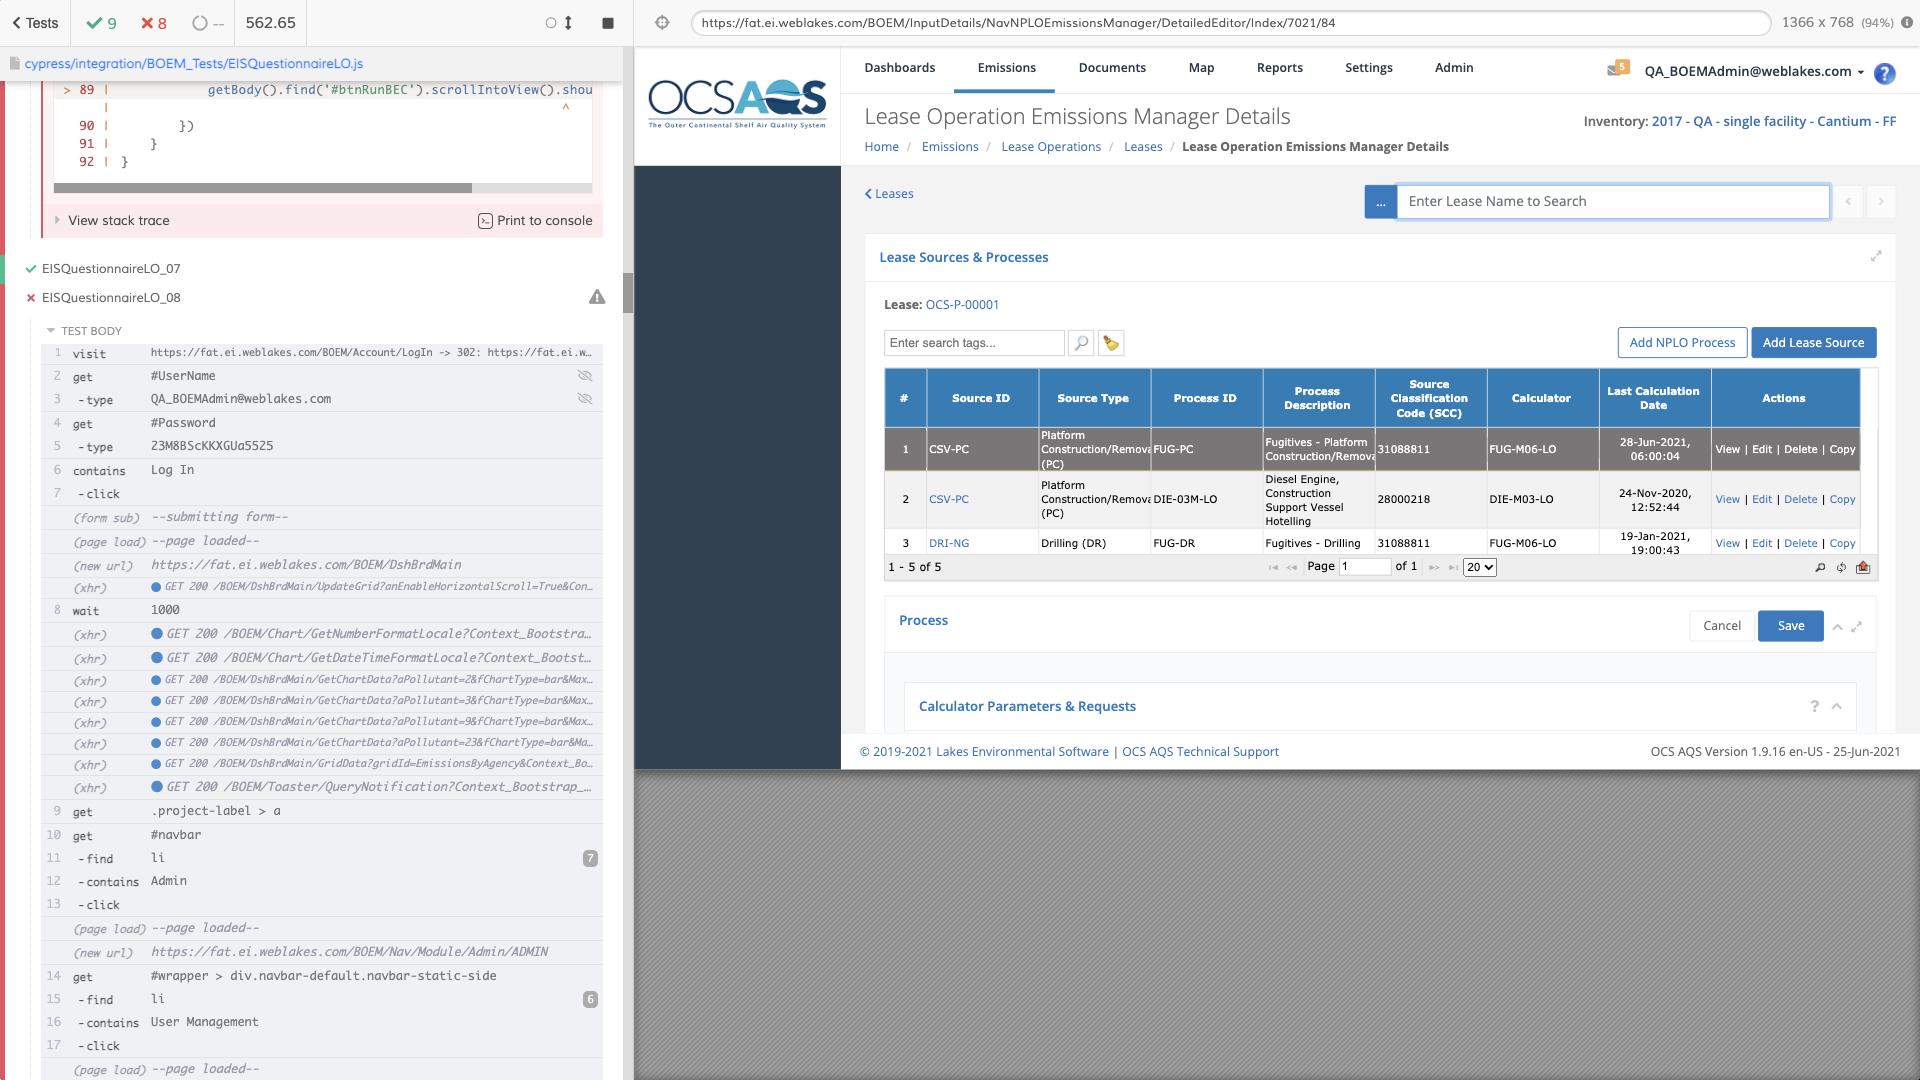 Tests
9
8
--
562.65
cypress/integration/BOEM_Tests/EISQuestionnaireLO.js
> 89 | getBody().find('#btnRunBEC').scrollIntoView().shou
| ^
90 | })
91 | }
92 | }
View stack trace
Print to console
EISQuestionnaireLO_07
EISQuestionnaireLO_08
TEST BODY
1 visit https://fat.ei.weblakes.com/BOEM/Account/LogIn -> 302: https://fat.ei.w…
2 get #UserName
3 -type QA_BOEMAdmin@weblakes.com
4 get #Password
5 -type Z3M8BScKKXGUa5525
6 contains Log In
7 -click
(form sub) --submitting form--
(page load) --page loaded--
(new url) https://fat.ei.weblakes.com/BOEM/DshBrdMain
(xhr) GET 200 /BOEM/DshBrdMain/UpdateGrid?anEnableHorizontalScroll=True&Con…
8 wait 1000
(xhr) GET 200 /BOEM/Chart/GetNumberFormatLocale?Context_Bootstra…
(xhr) GET 200 /BOEM/Chart/GetDateTimeFormatLocale?Context_Bootst…
(xhr) GET 200 /BOEM/DshBrdMain/GetChartData?aPollutant=2&fChartType=bar&Max…
(xhr) GET 200 /BOEM/DshBrdMain/GetChartData?aPollutant=3&fChartType=bar&Max…
(xhr) GET 200 /BOEM/DshBrdMain/GetChartData?aPollutant=9&fChartType=bar&Max…
(xhr) GET 200 /BOEM/DshBrdMain/GetChartData?aPollutant=23&fChartType=bar&Ma…
(xhr) GET 200 /BOEM/DshBrdMain/GridData?gridId=EmissionsByAgency&Context_Bo…
(xhr) GET 200 /BOEM/Toaster/QueryNotification?Context_Bootstrap_…
9 get .project-label > a
10 get #navbar
11 -find li 7
12 -contains Admin
13 -click
(page load) --page loaded--
(new url) https://fat.ei.weblakes.com/BOEM/Nav/Module/Admin/ADMIN
14 get #wrapper > div.navbar-default.navbar-static-side
15 -find li 6
16 -contains User Management
17 -click
(page load) --page loaded--
https://fat.ei.weblakes.com/BOEM/InputDetails/NavNPLOEmissionsManager/DetailedEditor/Index/7021/84
1366 x 768 (94%)
OCSAQS
The Outer Continental Shelf Air Quality System
Dashboards Emissions Documents Map Reports Settings Admin
5 QA_BOEMAdmin@weblakes.com ?
Lease Operation Emissions Manager Details
Inventory: 2017 - QA - single facility - Cantium - FF
Home / Emissions / Lease Operations / Leases / Lease Operation Emissions Manager Details
Leases
... Enter Lease Name to Search
Lease Sources & Processes
Lease: OCS-P-00001
Enter search tags...
Add NPLO Process
Add Lease Source
# Source ID Source Type Process ID Process Description Source Classification Code (SCC) Calculator Last Calculation Date Actions
1 CSV-PC Platform Construction/Remova (PC) FUG-PC Fugitives - Platform Construction/Remova 31088811 FUG-M06-LO 28-Jun-2021, 06:00:04 View | Edit | Delete | Copy
2 CSV-PC Platform Construction/Remova (PC) DIE-03M-LO Diesel Engine, Construction Support Vessel Hotelling 28000218 DIE-M03-LO 24-Nov-2020, 12:52:44 View | Edit | Delete | Copy
3 DRI-NG Drilling (DR) FUG-DR Fugitives - Drilling 31088811 FUG-M06-LO 19-Jan-2021, 19:00:43 View | Edit | Delete | Copy
1 - 5 of 5
Page 1 of 1
20
Process
Cancel
Save
Calculator Parameters & Requests
?
© 2019-2021 Lakes Environmental Software | OCS AQS Technical Support
OCS AQS Version 1.9.16 en-US - 25-Jun-2021